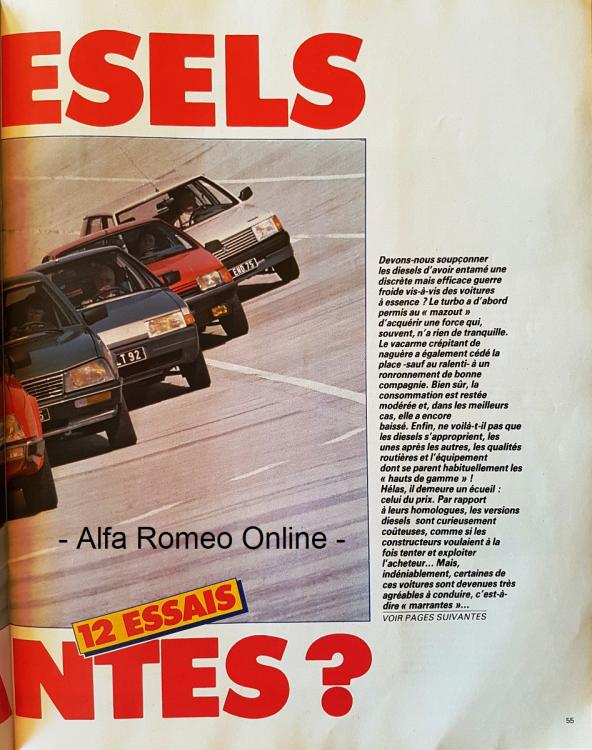 ESELS
END 75
T 92
Devons-nous soupçonner
les diesels d'avoir entamé une
discrète mais efficace guerre
froide vis-à-vis des voitures
à essence ? Le turbo a d'abord
permis au « mazout »
d'acquérir une force qui,
souvent, n'a rien de tranquille.
Le vacarme crépitant de
naguère a également cédé la
place -sauf au ralenti- à un
ronronnement de bonne
compagnie. Bien sûr, la
consommation est restée
modérée et, dans les meilleurs
cas, elle a encore
baissé. Enfin, ne voilà-t-il pas que
les diesels s'approprient, les
unes après les autres, les qualités
routières et l'équipement
dont se parent habituellement les
« hauts de gamme » !
Hélas, il demeure un écueil :
celui du prix. Par rapport
à leurs homologues, les versions
diesels sont curieusement
coûteuses, comme si les
constructeurs voulaient à la
fois tenter et exploiter
l'acheteur... Mais,
indéniablement, certaines de
ces voitures sont devenues très
agréables à conduire, c'est-à-
dire « marrantes »...
VOIR PAGES SUIVANTES
- Alfa Romeo Online -
12 ESSAIS
NTES ?
55